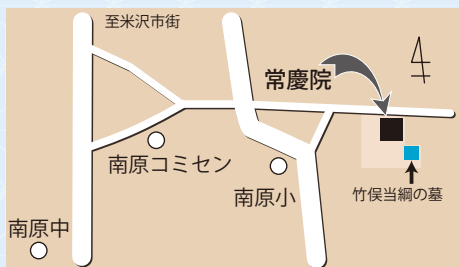 至米沢市街
常慶院
南原コミセン
南原小
竹俣当綱の墓
南原中